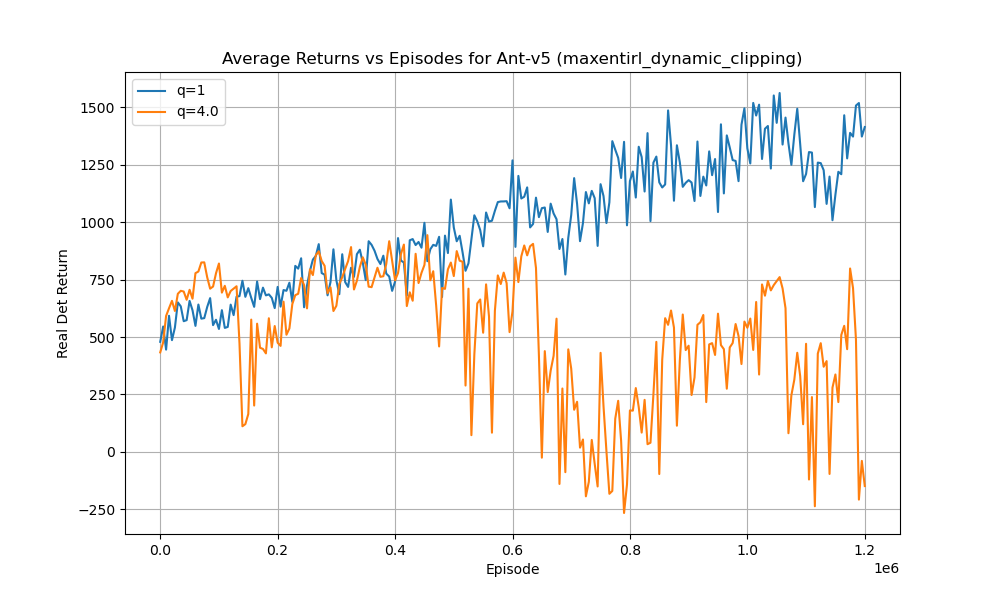 Average Returns vs Episodes for Ant-v5 (maxentirl_dynamic_clipping)
q=1
q=4.0
Real Det Return
1500
1250
1000
750
500
250
0
−250
0.0 0.2 0.4 0.6 0.8 1.0 1.2
1e6
Episode